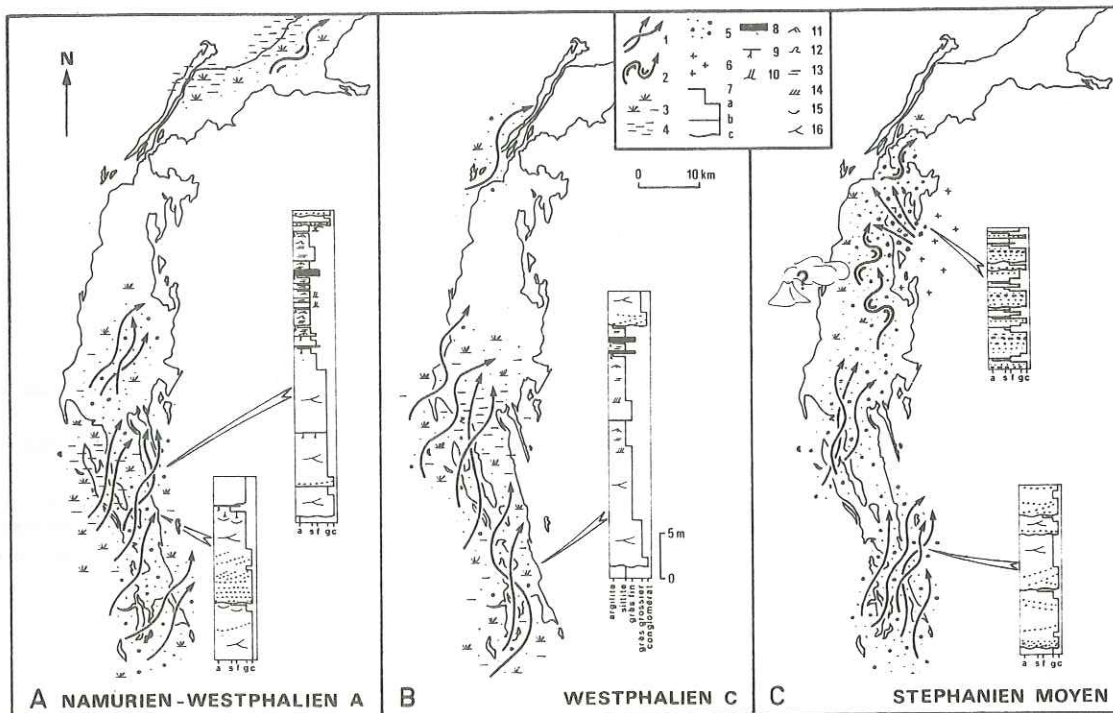 N
1
2
3
4
5
6
7
a
b
c
8
9
10
11
12
13
14
15
16
0 10 km
a s f g c
a s f g c
A NAMURIEN-WESTPHALIEN A
5 m
0
argilite
siltite
grès fin
grès grossier
conglomérat
B WESTPHALIEN C
a s f g c
a s f g c
C STEPHANIEN MOYEN